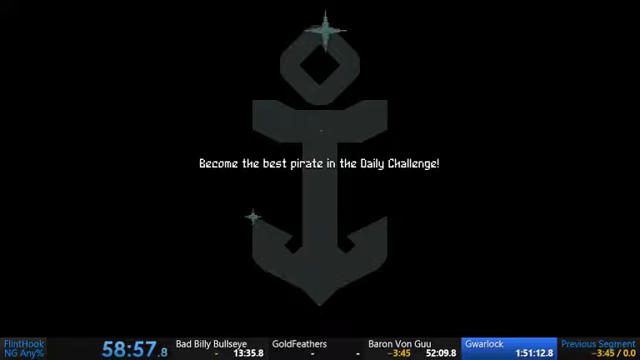 Become the best pirate in the Daily Challenge!
FlintHook
NG Any%
58:57.8
Bad Billy Bullseye
- 13:35.8
GoldFeathers
- -
Baron Von Guu
-3:45 52:09.8
Gwarlock
1:51:12.8
Previous Segment
-3:45 / 0.0